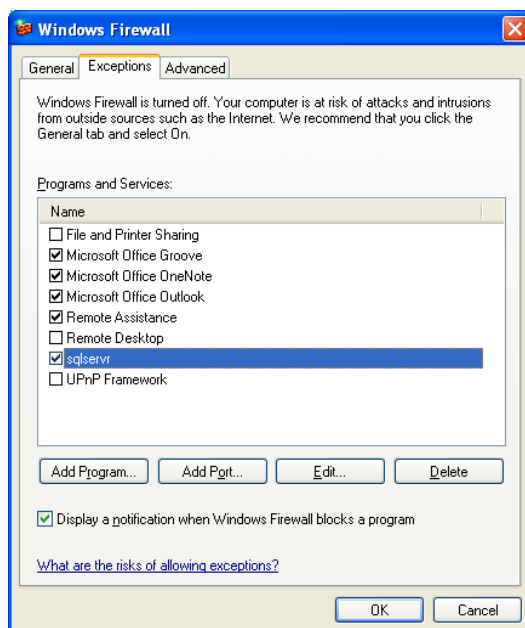 Windows Firewall
General Exceptions Advanced
Windows Firewall is turned off. Your computer is at risk of attacks and intrusions
from outside sources such as the Internet. We recommend that you click the
General tab and select On.
Programs and Services:
Name
File and Printer Sharing
Microsoft Office Groove
Microsoft Office OneNote
Microsoft Office Outlook
Remote Assistance
Remote Desktop
sqlservr
UPnP Framework
Add Program... Add Port... Edit... Delete
Display a notification when Windows Firewall blocks a program
What are the risks of allowing exceptions?
OK Cancel